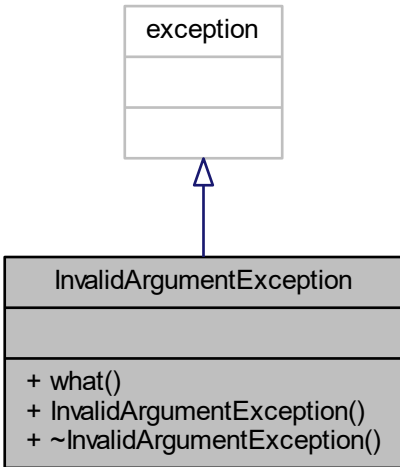 exception
InvalidArgumentException
+ what()
+ InvalidArgumentException()
+ ~InvalidArgumentException()